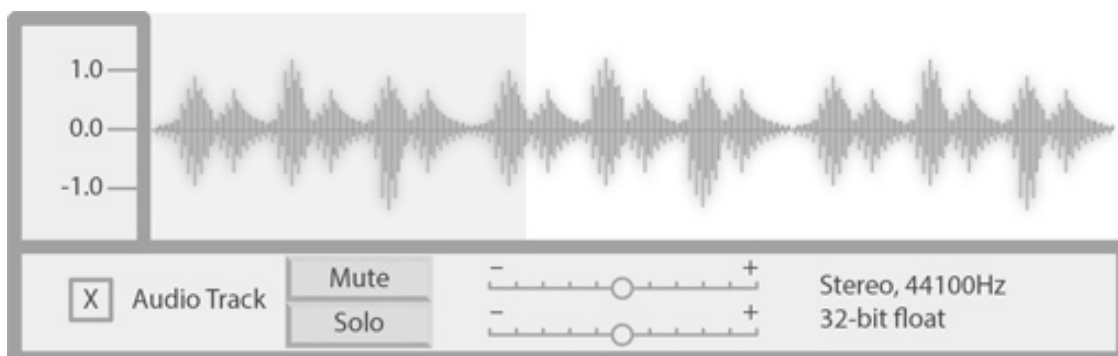 1.0
0.0
-1.0
X Audio Track
Mute
Solo
- +
- +
Stereo, 44100Hz
32-bit float